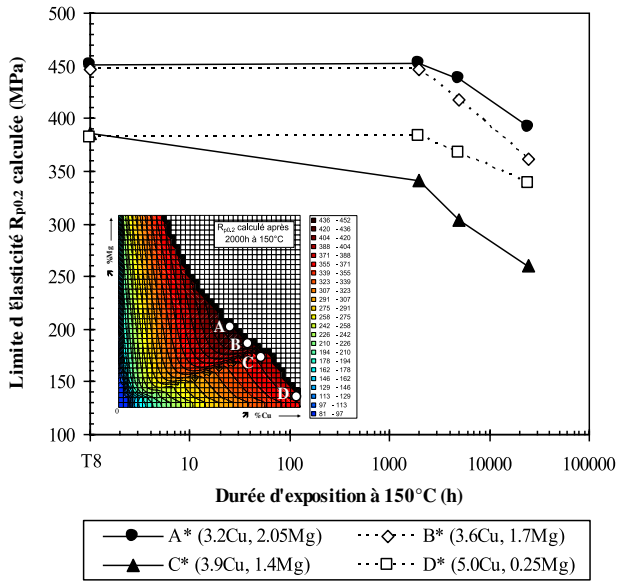 500
450
400
350
300
250
200
150
100
Limite d'élasticité Rp0.2 calculée (MPa)
Rp0.2 calculé après
2000h à 150°C
%Mg
A
B
C
D
0
%Cu
436 - 452
420 - 436
404 - 420
388 - 404
371 - 388
355 - 371
339 - 355
323 - 339
307 - 323
291 - 307
275 - 291
258 - 275
242 - 258
226 - 242
210 - 226
194 - 210
178 - 194
162 - 178
146 - 162
129 - 146
113 - 129
97 - 113
81 - 97
T8 10 100 1000 10000 100000
Durée d'exposition à 150°C (h)
A* (3.2Cu, 2.05Mg) B* (3.6Cu, 1.7Mg)
C* (3.9Cu, 1.4Mg) D* (5.0Cu, 0.25Mg)